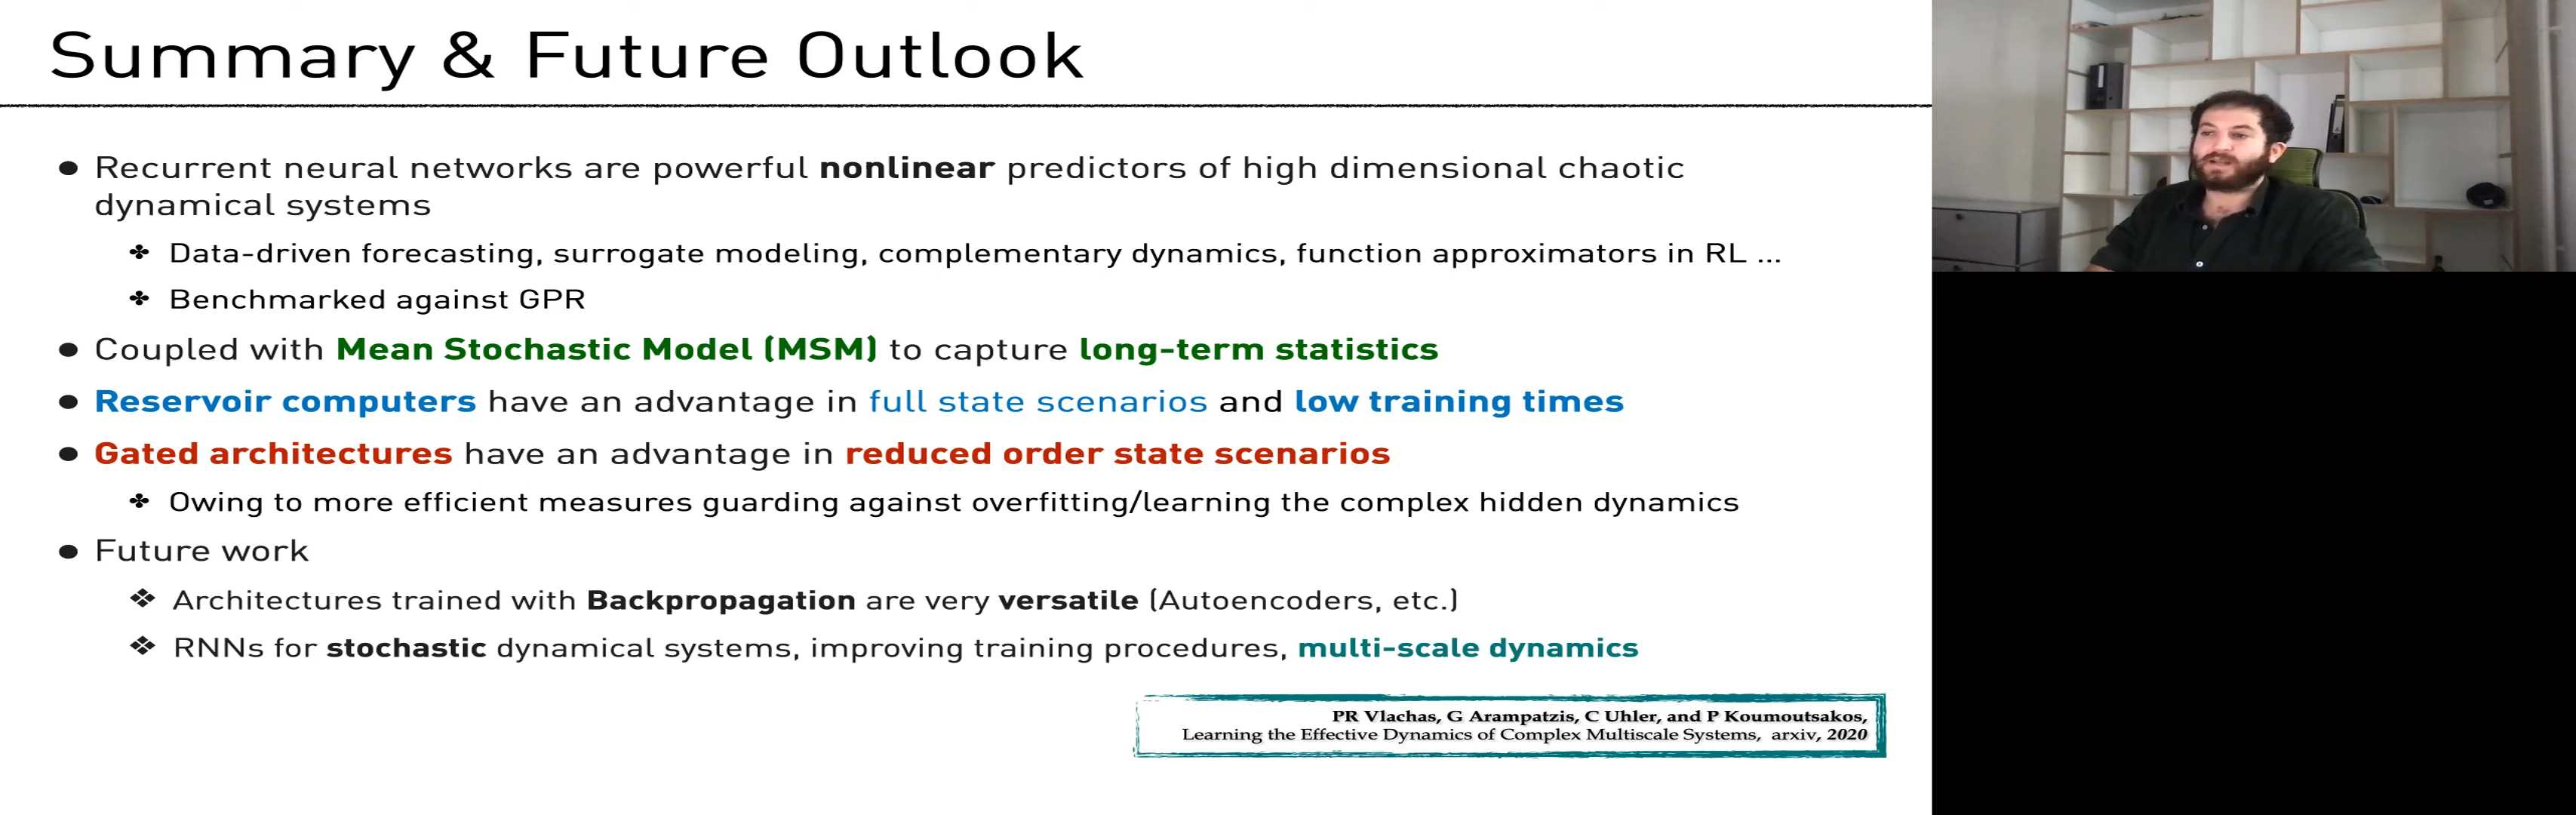 Summary & Future Outlook
● Recurrent neural networks are powerful nonlinear predictors of high dimensional chaotic
dynamical systems
✤ Data-driven forecasting, surrogate modeling, complementary dynamics, function approximators in RL ...
✤ Benchmarked against GPR
● Coupled with Mean Stochastic Model (MSM) to capture long-term statistics
● Reservoir computers have an advantage in full state scenarios and low training times
● Gated architectures have an advantage in reduced order state scenarios
✤ Owing to more efficient measures guarding against overfitting/learning the complex hidden dynamics
● Future work
❖ Architectures trained with Backpropagation are very versatile (Autoencoders, etc.)
❖ RNNs for stochastic dynamical systems, improving training procedures, multi-scale dynamics
PR Vlachas, G Arampatzis, C Uhler, and P Koumoutsakos,
Learning the Effective Dynamics of Complex Multiscale Systems, arxiv, 2020